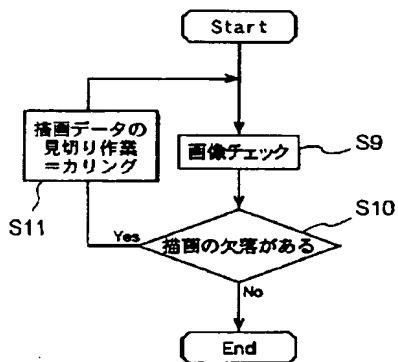 Start
描画データの
見切り作業
=カリング
画像チェック
S9
S11
S10
描画の欠落がある
Yes
No
End